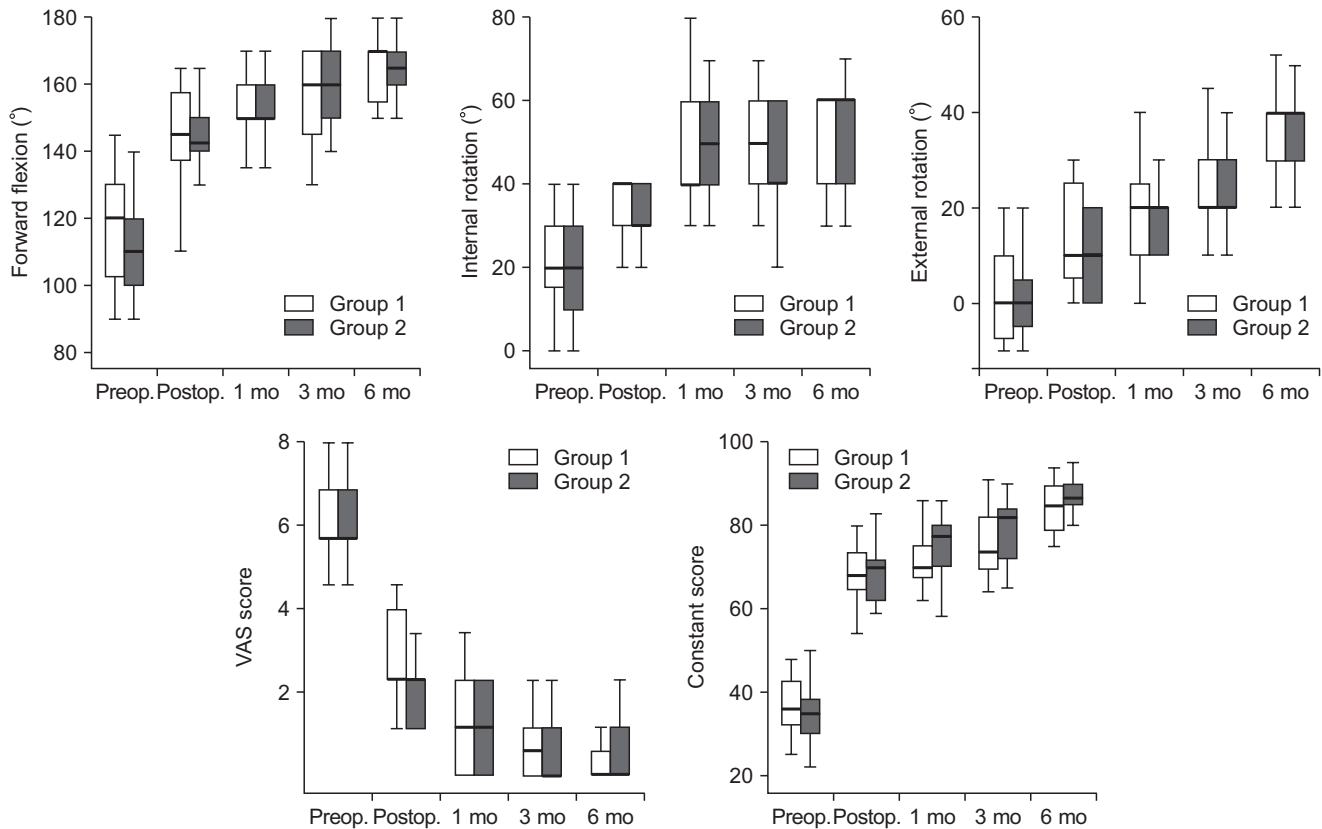 Forward flexion (°)
180
160
140
120
100
80
Group 1
Group 2
Preop. Postop. 1 mo 3 mo 6 mo
Internal rotation (°)
80
60
40
20
0
Group 1
Group 2
Preop. Postop. 1 mo 3 mo 6 mo
External rotation (°)
60
40
20
0
Group 1
Group 2
Preop. Postop. 1 mo 3 mo 6 mo
VAS score
8
6
4
2
Group 1
Group 2
Preop. Postop. 1 mo 3 mo 6 mo
Constant score
100
80
60
40
20
Group 1
Group 2
Preop. Postop. 1 mo 3 mo 6 mo